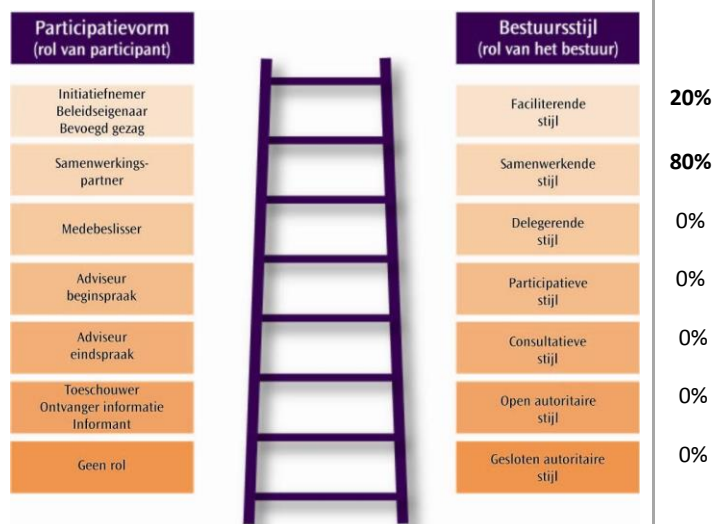 Participatievorm
(rol van participant)
Bestuursstijl
(rol van het bestuur)
Initiatiefnemer
Beleidseigenaar
Bevoegd gezag
Faciliterende
stijl
20%
Samenwerkings-
partner
Samenwerkende
stijl
80%
Medebeslisser
Delegerende
stijl
0%
Adviseur
beginspraak
Participatieve
stijl
0%
Adviseur
eindspraak
Consultatieve
stijl
0%
Toeschouwer
Ontvanger informatie
Informant
Open autoritaire
stijl
0%
Geen rol
Gesloten autoritaire
stijl
0%